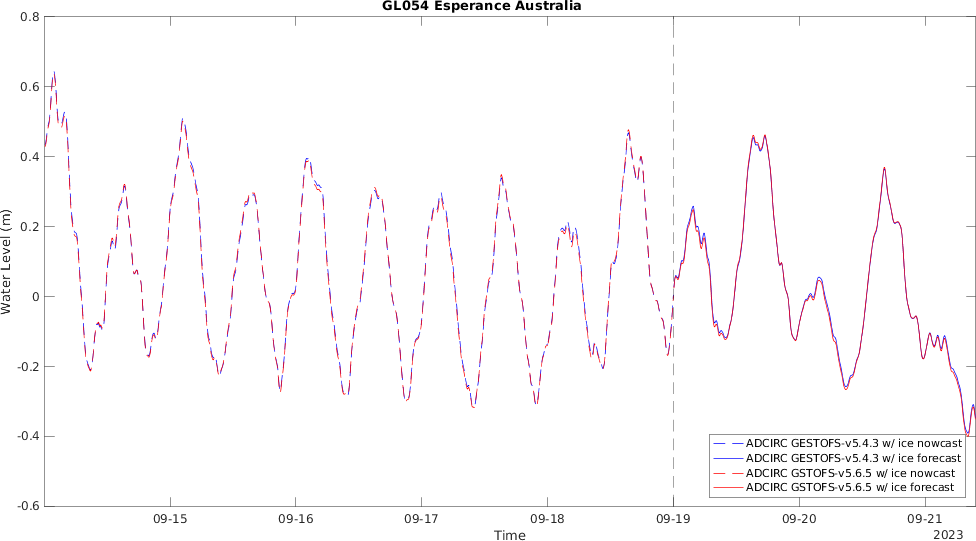 GL054 Esperance Australia
0.8
0.6
0.4
0.2
0
-0.2
-0.4
-0.6
Water Level (m)
09-15
09-16
09-17
09-18
09-19
09-20
09-21
Time
2023
ADCIRC GESTOFS-v5.4.3 w/ ice nowcast
ADCIRC GESTOFS-v5.4.3 w/ ice forecast
ADCIRC GSTOFS-v5.6.5 w/ ice nowcast
ADCIRC GSTOFS-v5.6.5 w/ ice forecast